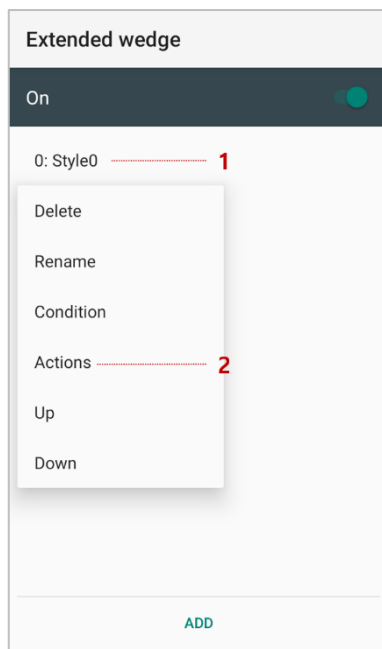 Extended wedge
On
0: Style0 1
Delete
Rename
Condition
Actions 2
Up
Down
ADD